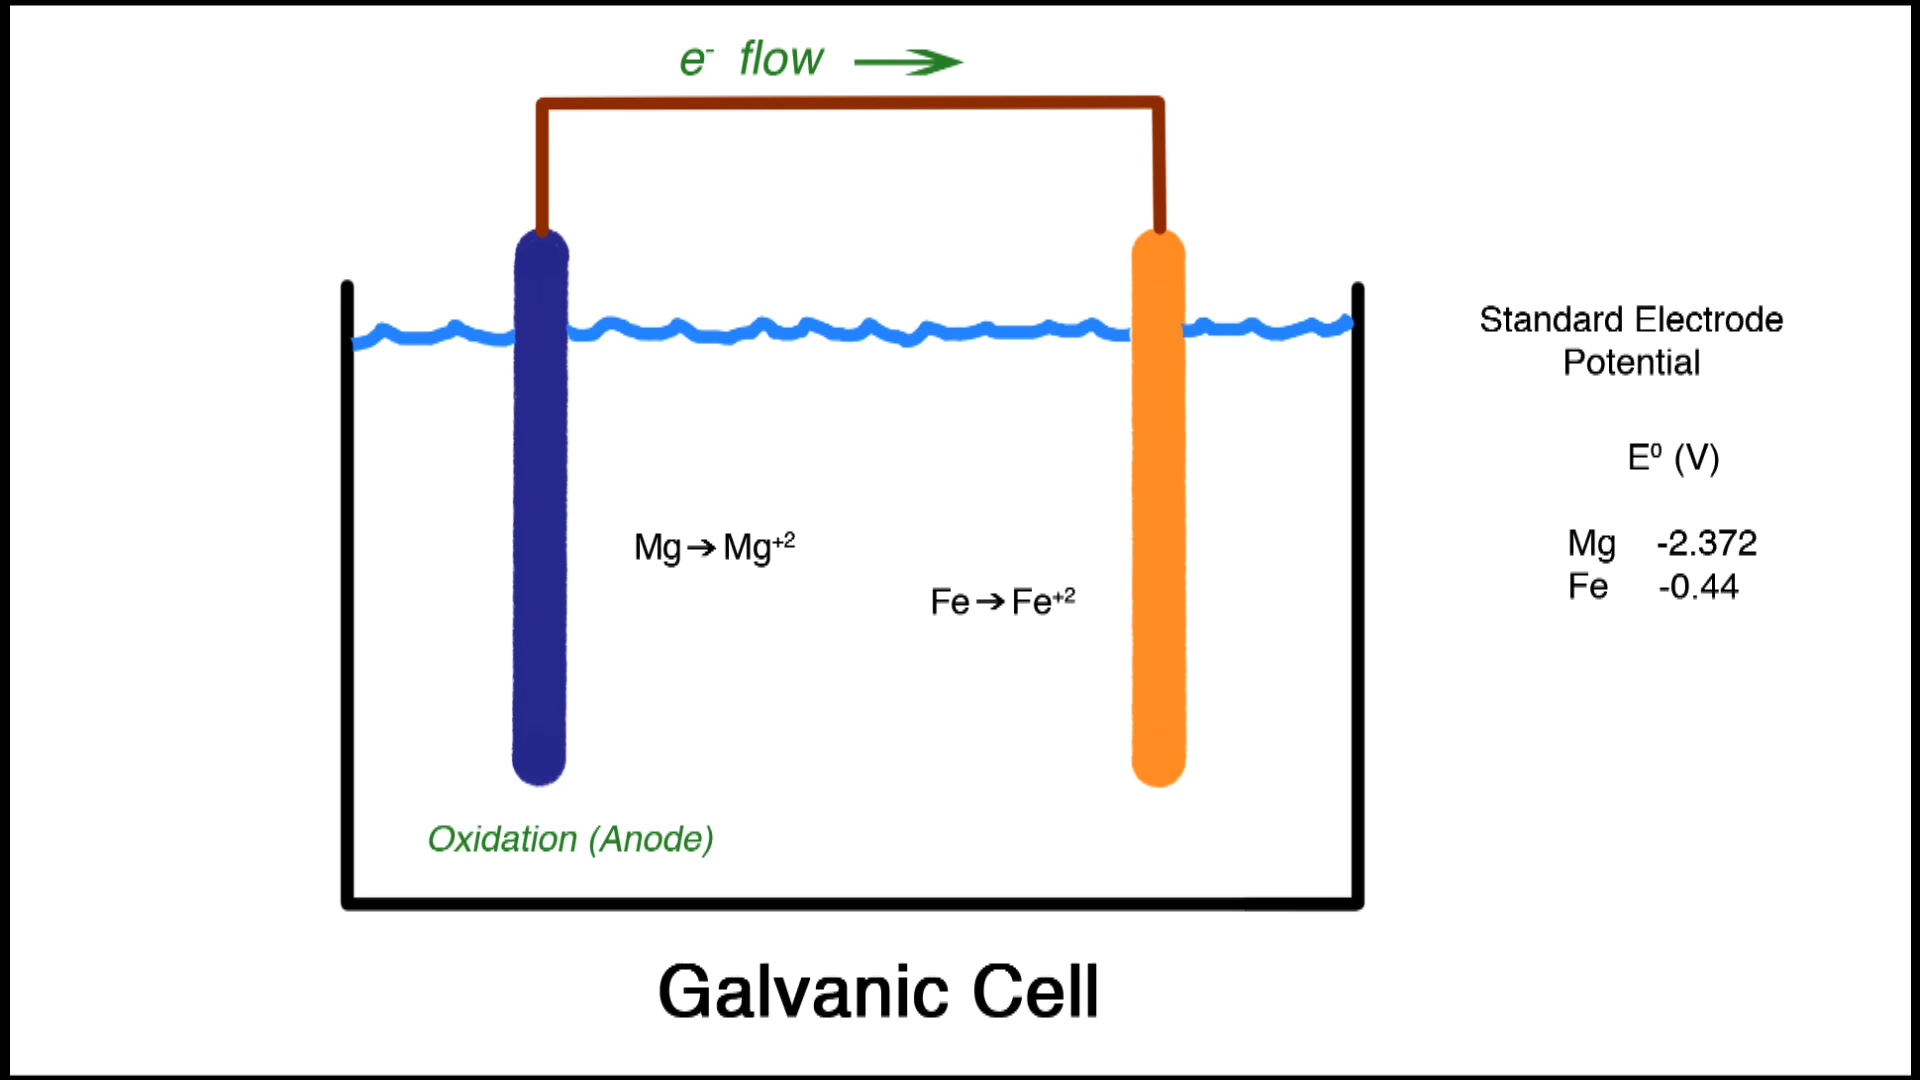 e⁻ flow →
Standard Electrode
Potential
E⁰ (V)
Mg → Mg⁺²
Mg -2.372
Fe → Fe⁺²
Fe -0.44
Oxidation (Anode)
Galvanic Cell